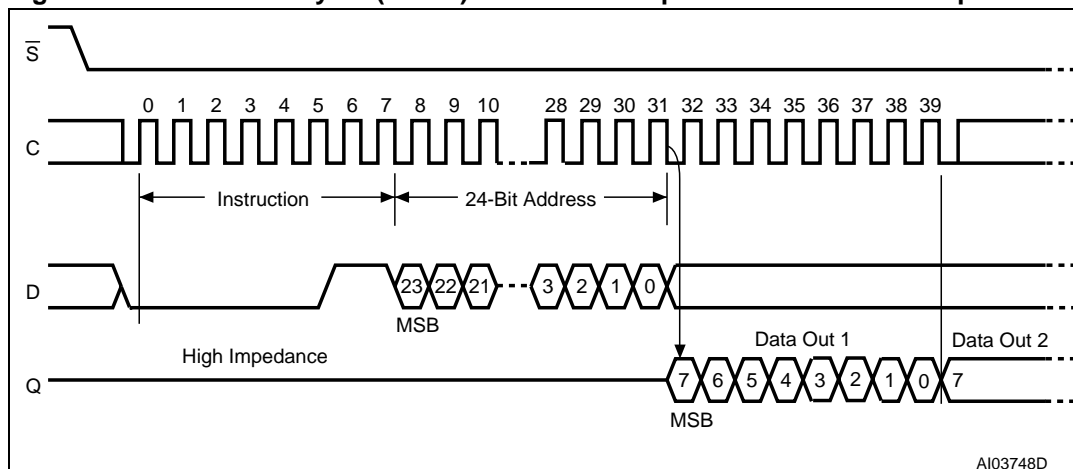 S
0 1 2 3 4 5 6 7 8 9 10 28 29 30 31 32 33 34 35 36 37 38 39
C
Instruction 24-Bit Address
D 23 22 21 3 2 1 0
MSB
High Impedance Data Out 1 Data Out 2
Q 7 6 5 4 3 2 1 0 7
MSB
AI03748D